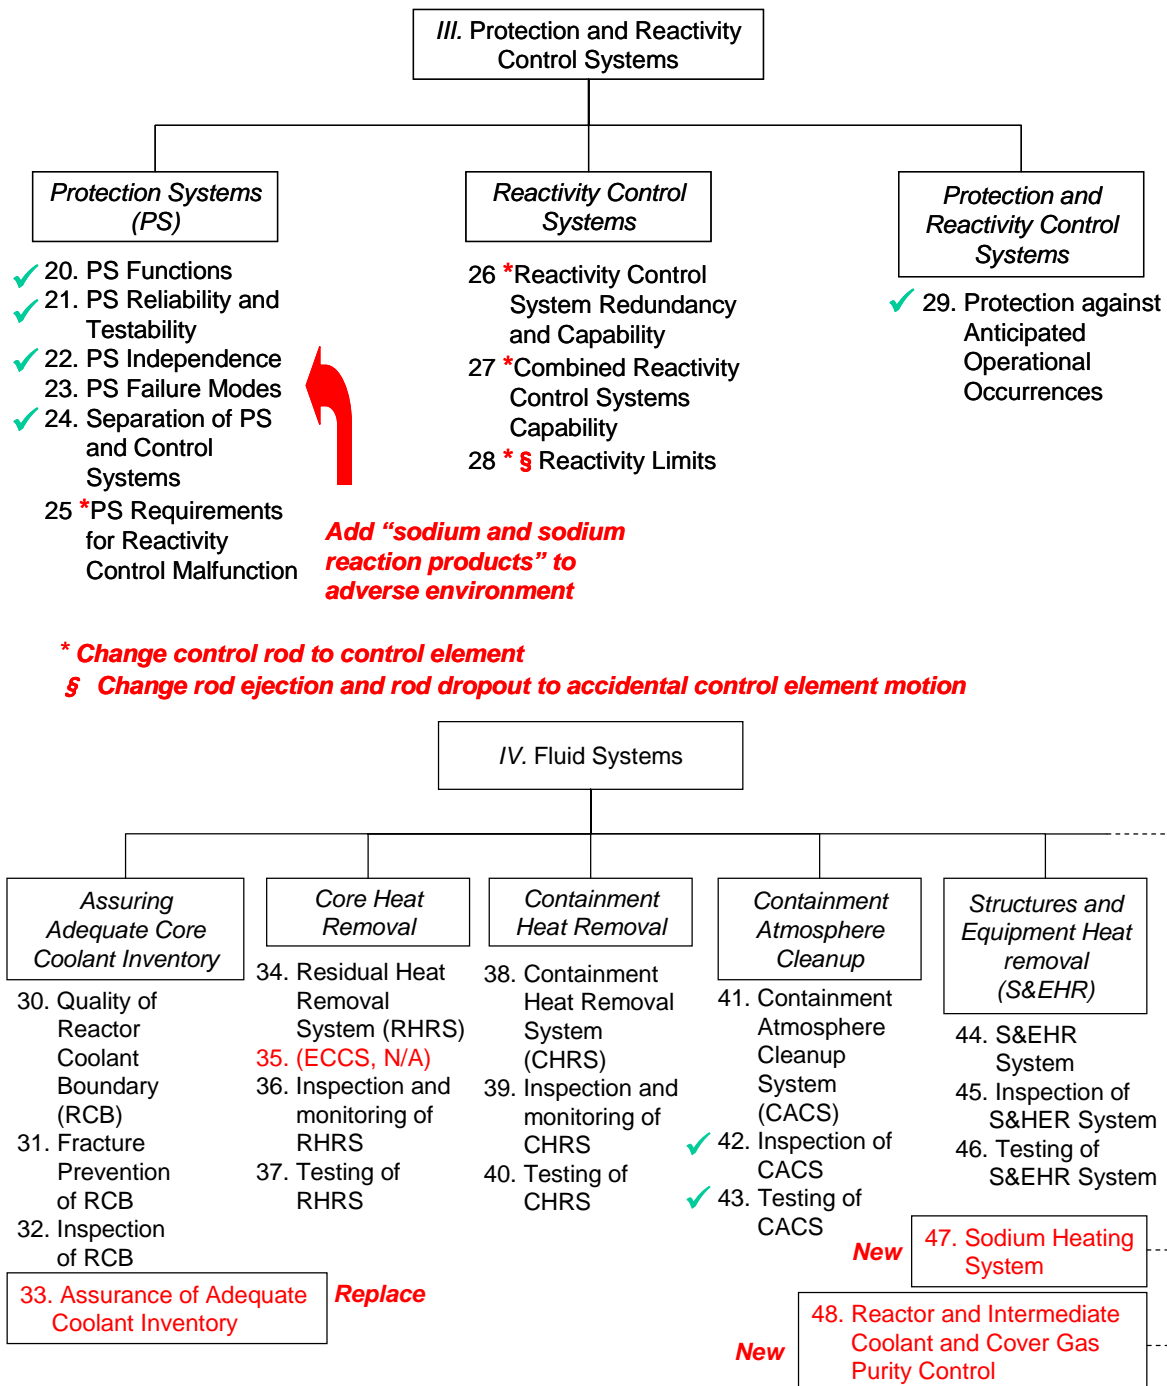 III. Protection and Reactivity
Control Systems
Protection Systems
(PS)
✓ 20. PS Functions
✓ 21. PS Reliability and
Testability
✓ 22. PS Independence
23. PS Failure Modes
✓ 24. Separation of PS
and Control
Systems
25 *PS Requirements
for Reactivity
Control Malfunction
Reactivity Control
Systems
26 *Reactivity Control
System Redundancy
and Capability
27 *Combined Reactivity
Control Systems
Capability
28 * § Reactivity Limits
Protection and
Reactivity Control
Systems
✓ 29. Protection against
Anticipated
Operational
Occurrences
Add “sodium and sodium
reaction products” to
adverse environment
* Change control rod to control element
§ Change rod ejection and rod dropout to accidental control element motion
IV. Fluid Systems
Assuring
Adequate Core
Coolant Inventory
30. Quality of
Reactor
Coolant
Boundary
(RCB)
31. Fracture
Prevention
of RCB
32. Inspection
of RCB
33. Assurance of Adequate
Coolant Inventory
Replace
Core Heat
Removal
34. Residual Heat
Removal
System (RHRS)
35. (ECCS, N/A)
36. Inspection and
monitoring of
RHRS
37. Testing of
RHRS
Containment
Heat Removal
38. Containment
Heat Removal
System
(CHRS)
39. Inspection and
monitoring of
CHRS
40. Testing of
CHRS
Containment
Atmosphere
Cleanup
41. Containment
Atmosphere
Cleanup
System
(CACS)
✓ 42. Inspection of
CACS
✓ 43. Testing of
CACS
Structures and
Equipment Heat
removal
(S&EHR)
44. S&EHR
System
45. Inspection of
S&HER System
46. Testing of
S&EHR System
New
47. Sodium Heating
System
New
48. Reactor and Intermediate
Coolant and Cover Gas
Purity Control